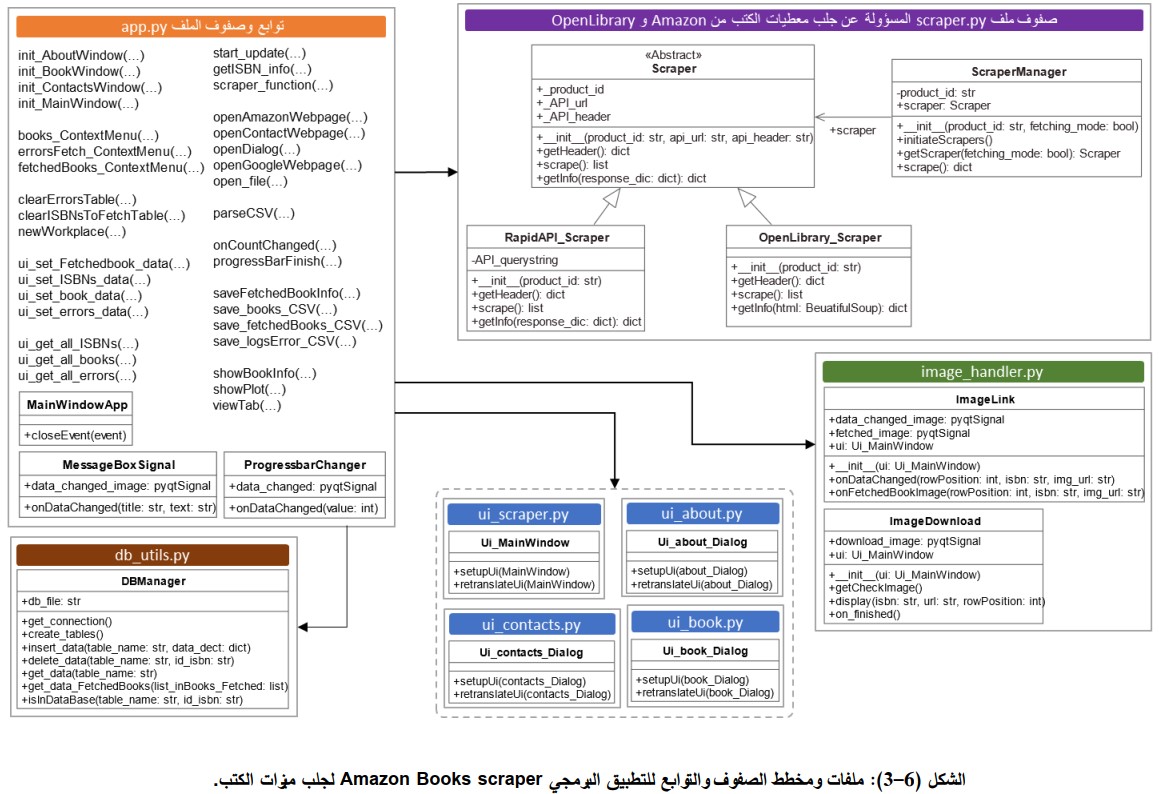 توابع وصفوف الملف app.py
init_AboutWindow(...)
init_BookWindow(...)
init_ContactsWindow(...)
init_MainWindow(...)
books_ContextMenu(...)
errorsFetch_ContextMenu(...)
fetchedBooks_ContextMenu(...)
clearErrorsTable(...)
clearISBNsToFetchTable(...)
newWorkplace(...)
ui_set_Fetchedbook_data(...)
ui_set_ISBNs_data(...)
ui_set_book_data(...)
ui_set_errors_data(...)
ui_get_all_ISBNs(...)
ui_get_all_books(...)
ui_get_all_errors(...)
start_update(...)
getISBN_info(...)
scraper_function(...)
openAmazonWebpage(...)
openContactWebpage(...)
openDialog(...)
openGoogleWebpage(...)
open_file(...)
parseCSV(...)
onCountChanged(...)
progressBarFinish(...)
saveFetchedBookInfo(...)
save_books_CSV(...)
save_fetchedBooks_CSV(...)
save_logsError_CSV(...)
showBookInfo(...)
showPlot(...)
viewTab(...)
MainWindowApp
+closeEvent(event)
MessageBoxSignal
+data_changed_image: pyqtSignal
+onDataChanged(title: str, text: str)
ProgressbarChanger
+data_changed: pyqtSignal
+onDataChanged(value: int)
صفوف ملف scraper.py المسؤولة عن جلب معطيات الكتب من Amazon و OpenLibrary
«Abstract»
Scraper
+_product_id
+_API_url
+_API_header
+__init__(product_id: str, api_url: str, api_header: str)
+getHeader(): dict
+scrape(): list
+getInfo(response_dic: dict): dict
+scraper
ScraperManager
-product_id: str
+scraper: Scraper
+__init__(product_id: str, fetching_mode: bool)
+initiateScrapers()
+getScraper(fetching_mode: bool): Scraper
+scrape(): dict
RapidAPI_Scraper
-API_querystring
+__init__(product_id: str)
+getHeader(): dict
+scrape(): list
+getInfo(response_dic: dict): dict
OpenLibrary_Scraper
+__init__(product_id: str)
+getHeader(): dict
+scrape(): list
+getInfo(html: BeuatifulSoup): dict
image_handler.py
ImageLink
+data_changed_image: pyqtSignal
+fetched_image: pyqtSignal
+ui: Ui_MainWindow
+__init__(ui: Ui_MainWindow)
+onDataChanged(rowPosition: int, isbn: str, img_url: str)
+onFetchedBookImage(rowPosition: int, isbn: str, img_url: str)
ImageDownload
+download_image: pyqtSignal
+ui: Ui_MainWindow
+__init__(ui: Ui_MainWindow)
+getCheckImage()
+display(isbn: str, url: str, rowPosition: int)
+on_finished()
db_utils.py
DBManager
+db_file: str
+get_connection()
+create_tables()
+insert_data(table_name: str, data_dect: dict)
+delete_data(table_name: str, id_isbn: str)
+get_data(table_name: str)
+get_data_FetchedBooks(list_inBooks_Fetched: list)
+isInDataBase(table_name: str, id_isbn: str)
ui_scraper.py
Ui_MainWindow
+setupUi(MainWindow)
+retranslateUi(MainWindow)
ui_about.py
Ui_about_Dialog
+setupUi(about_Dialog)
+retranslateUi(about_Dialog)
ui_contacts.py
Ui_contacts_Dialog
+setupUi(contacts_Dialog)
+retranslateUi(contacts_Dialog)
ui_book.py
Ui_book_Dialog
+setupUi(book_Dialog)
+retranslateUi(book_Dialog)
الشكل (6–3): ملفات ومخطط الصفوف والتوابع للتطبيق البرمجي Amazon Books scraper لجلب ميزات الكتب.